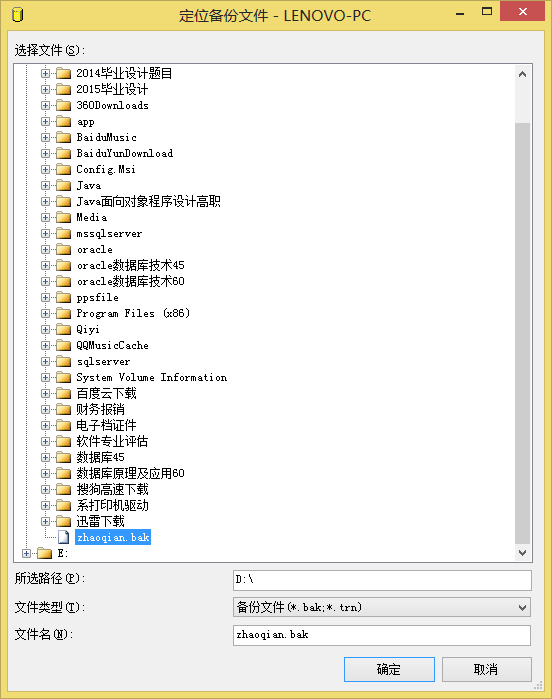 定位备份文件 - LENOVO-PC
选择文件(S):
2014毕业设计题目
2015毕业设计
360Downloads
app
BaiduMusic
BaiduYunDownload
Config.Msi
Java
Java面向对象程序设计高职
Media
mssqlserver
oracle
oracle数据库技术45
oracle数据库技术60
ppsfile
Program Files (x86)
Qiyi
QQMusicCache
sqlserver
System Volume Information
百度云下载
财务报销
电子档证件
软件专业评估
数据库45
数据库原理及应用60
搜狗高速下载
系打印机驱动
迅雷下载
zhaoqian.bak
E:
所选路径(P):
D:\
文件类型(T):
备份文件(*.bak;*.trn)
文件名(N):
zhaoqian.bak
确定
取消